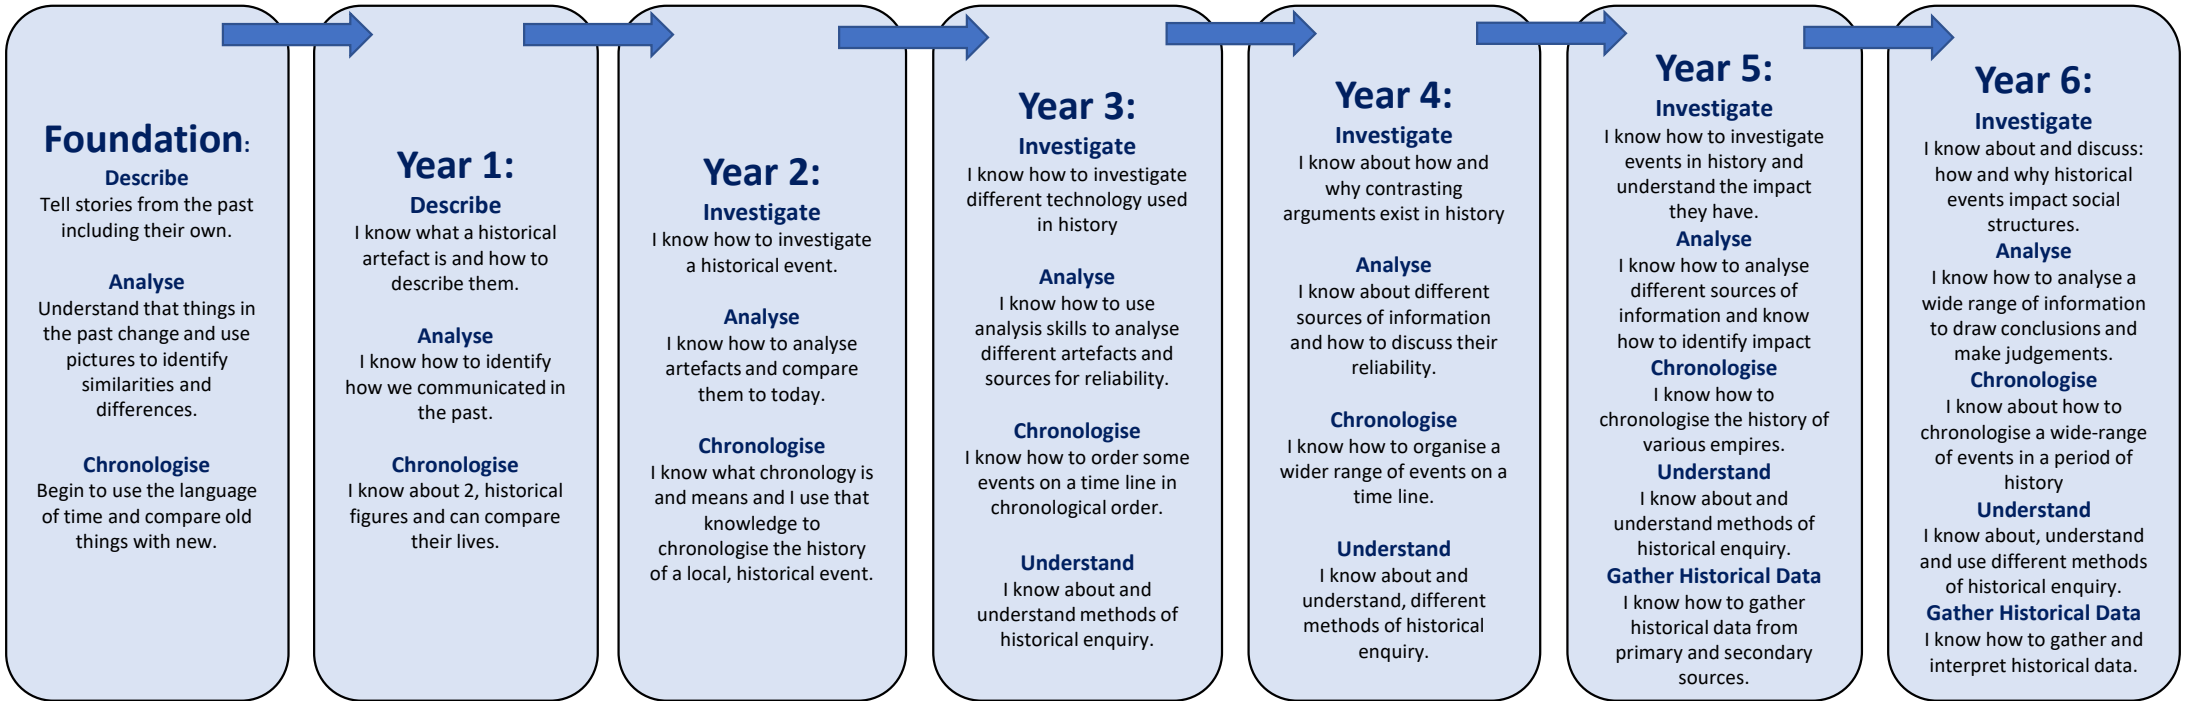 Foundation:
Describe
Tell stories from the past
including their own.
Analyse
Understand that things in
the past change and use
pictures to identify
similarities and
differences.
Chronologise
Begin to use the language
of time and compare old
things with new.
Year 1:
Describe
I know what a historical
artefact is and how to
describe them.
Analyse
I know how to identify
how we communicated in
the past.
Chronologise
I know about 2, historical
figures and can compare
their lives.
Year 2:
Investigate
I know how to investigate
a historical event.
Analyse
I know how to analyse
artefacts and compare
them to today.
Chronologise
I know what chronology is
and means and I use that
knowledge to
chronologise the history
of a local, historical event.
Year 3:
Investigate
I know how to investigate
different technology used
in history
Analyse
I know how to use
analysis skills to analyse
different artefacts and
sources for reliability.
Chronologise
I know how to order some
events on a time line in
chronological order.
Understand
I know about and
understand methods of
historical enquiry.
Year 4:
Investigate
I know about how and
why contrasting
arguments exist in history
Analyse
I know about different
sources of information
and how to discuss their
reliability.
Chronologise
I know how to organise a
wider range of events on a
time line.
Understand
I know about and
understand, different
methods of historical
enquiry.
Year 5:
Investigate
I know how to investigate
events in history and
understand the impact
they have.
Analyse
I know how to analyse
different sources of
information and know
how to identify impact
Chronologise
I know how to
chronologise the history of
various empires.
Understand
I know about and
understand methods of
historical enquiry.
Gather Historical Data
I know how to gather
historical data from
primary and secondary
sources.
Year 6:
Investigate
I know about and discuss:
how and why historical
events impact social
structures.
Analyse
I know how to analyse a
wide range of information
to draw conclusions and
make judgements.
Chronologise
I know about how to
chronologise a wide-range
of events in a period of
history
Understand
I know about, understand
and use different methods
of historical enquiry.
Gather Historical Data
I know how to gather and
interpret historical data.